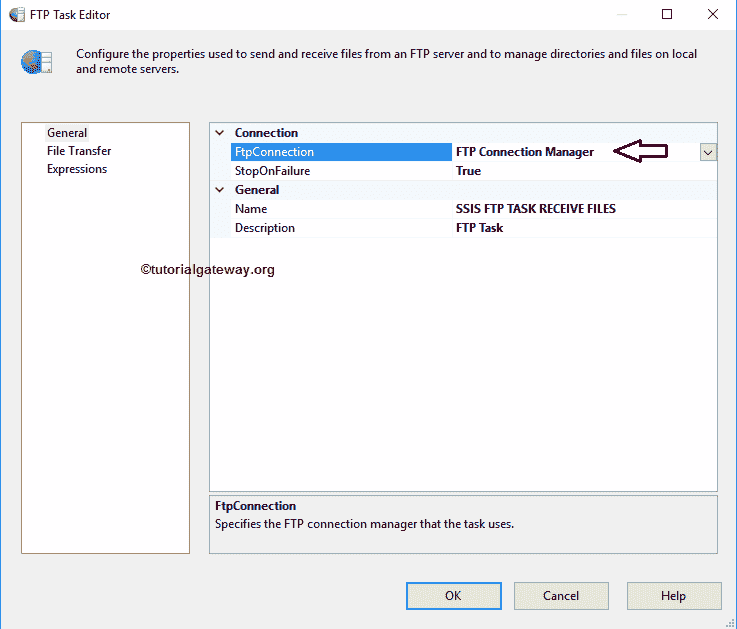 FTP Task Editor
Configure the properties used to send and receive files from an FTP server and to manage directories and files on local
and remote servers.
General
File Transfer
Expressions
Connection
FtpConnection FTP Connection Manager
StopOnFailure True
General
Name SSIS FTP TASK RECEIVE FILES
Description FTP Task
©tutorialgateway.org
FtpConnection
Specifies the FTP connection manager that the task uses.
OK Cancel Help